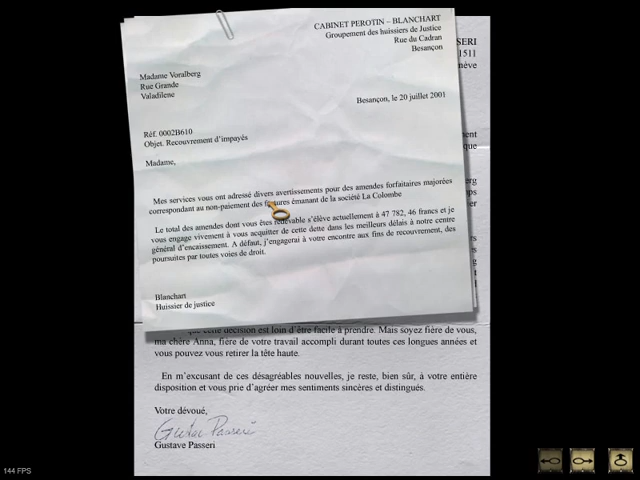 CABINET PEROTIN – BLANCHART
Groupement des huissiers de Justice
Rue du Cadran
Besançon
SERI
1511
nève
Madame Voralberg
Rue Grande
Valadilene
Besançon, le 20 juillet 2001
Réf. 0002B610
Objet. Recouvrement d'impayés
Madame,
Mes services vous ont adressé divers avertissements pour des amendes forfaitaires majorées
correspondant au non-paiement des factures émanant de la société La Colombe
Le total des amendes dont vous êtes redevable s'élève actuellement à 47 782, 46 francs et je
vous engage vivement à vous acquitter de cette dette dans les meilleurs délais à notre centre
général d'encaissement. A défaut, j'engagerai à votre encontre aux fins de recouvrement, des
poursuites par toutes voies de droit.
Blanchart
Huissier de justice
ment
que
erg
ps
er
que cette décision est loin d'être facile à prendre. Mais soyez fière de vous,
ma chère Anna, fière de votre travail accompli durant toutes ces longues années et
vous pouvez vous retirer la tête haute.
En m'excusant de ces désagréables nouvelles, je reste, bien sûr, à votre entière
disposition et vous prie d'agréer mes sentiments sincères et distingués.
Votre dévoué,
Gustave Passeri
Gustave Passeri
144 FPS